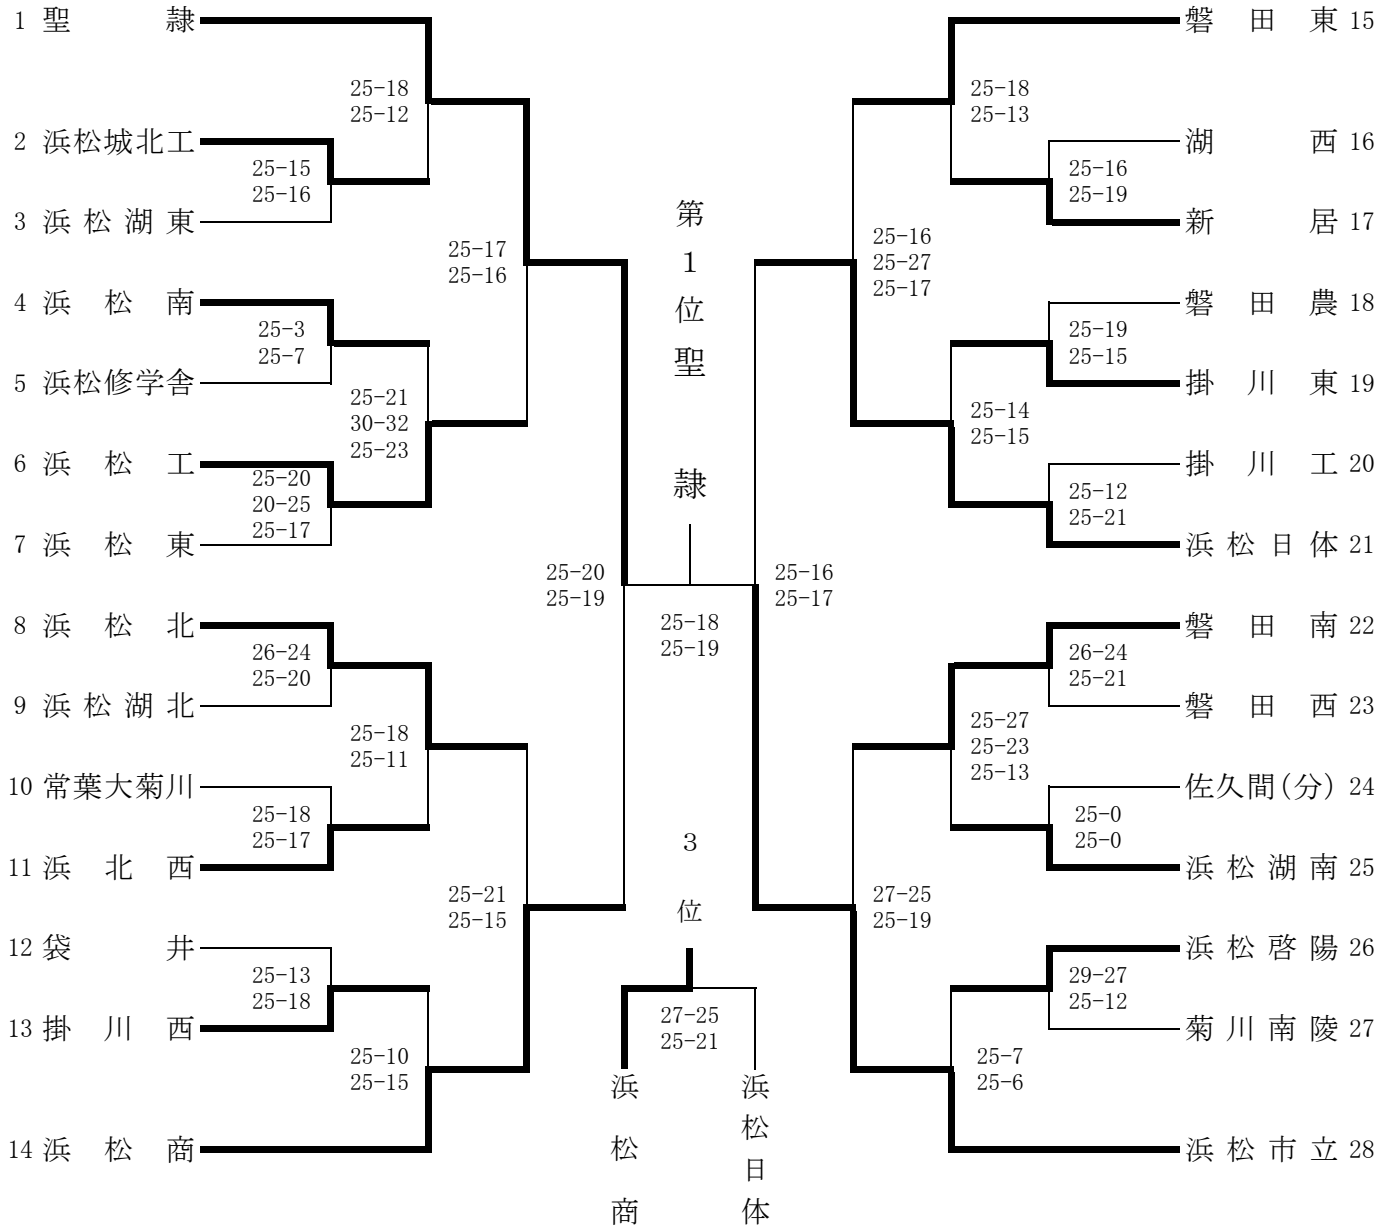 1 聖隷
25-18
25-12
2 浜松城北工
25-15
25-16
3 浜松湖東
25-17
25-16
4 浜松南
25-3
25-7
5 浜松修学舎
25-21
30-32
25-23
6 浜松工
25-20
20-25
25-17
7 浜松東
25-20
25-19
8 浜松北
26-24
25-20
9 浜松湖北
25-18
25-11
10 常葉大菊川
25-18
25-17
11 浜北西
25-21
25-15
12 袋井
25-13
25-18
13 掛川西
25-10
25-15
14 浜松商
第1位聖隷
25-18
25-19
3位
27-25
25-21
浜松商
浜松日体
磐田東 15
25-18
25-13
湖西 16
25-16
25-19
新居 17
25-16
25-27
25-17
磐田農 18
25-19
25-15
掛川東 19
25-14
25-15
掛川工 20
25-12
25-21
浜松日体 21
25-16
25-17
磐田南 22
26-24
25-21
磐田西 23
25-27
25-23
25-13
佐久間(分) 24
25-0
25-0
浜松湖南 25
27-25
25-19
浜松啓陽 26
29-27
25-12
菊川南陵 27
25-7
25-6
浜松市立 28